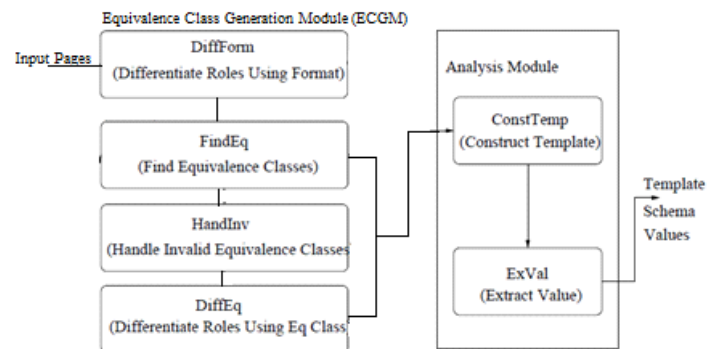 Equivalence Class Generation Module (ECGM)
DiffForm
(Differentiate Roles Using Format)
Input Pages
FindEq
(Find Equivalence Classes)
HandInv
(Handle Invalid Equivalence Classes
DiffEq
(Differentiate Roles Using Eq Class
Analysis Module
ConstTemp
(Construct Template)
ExVal
(Extract Value)
Template
Schema
Values